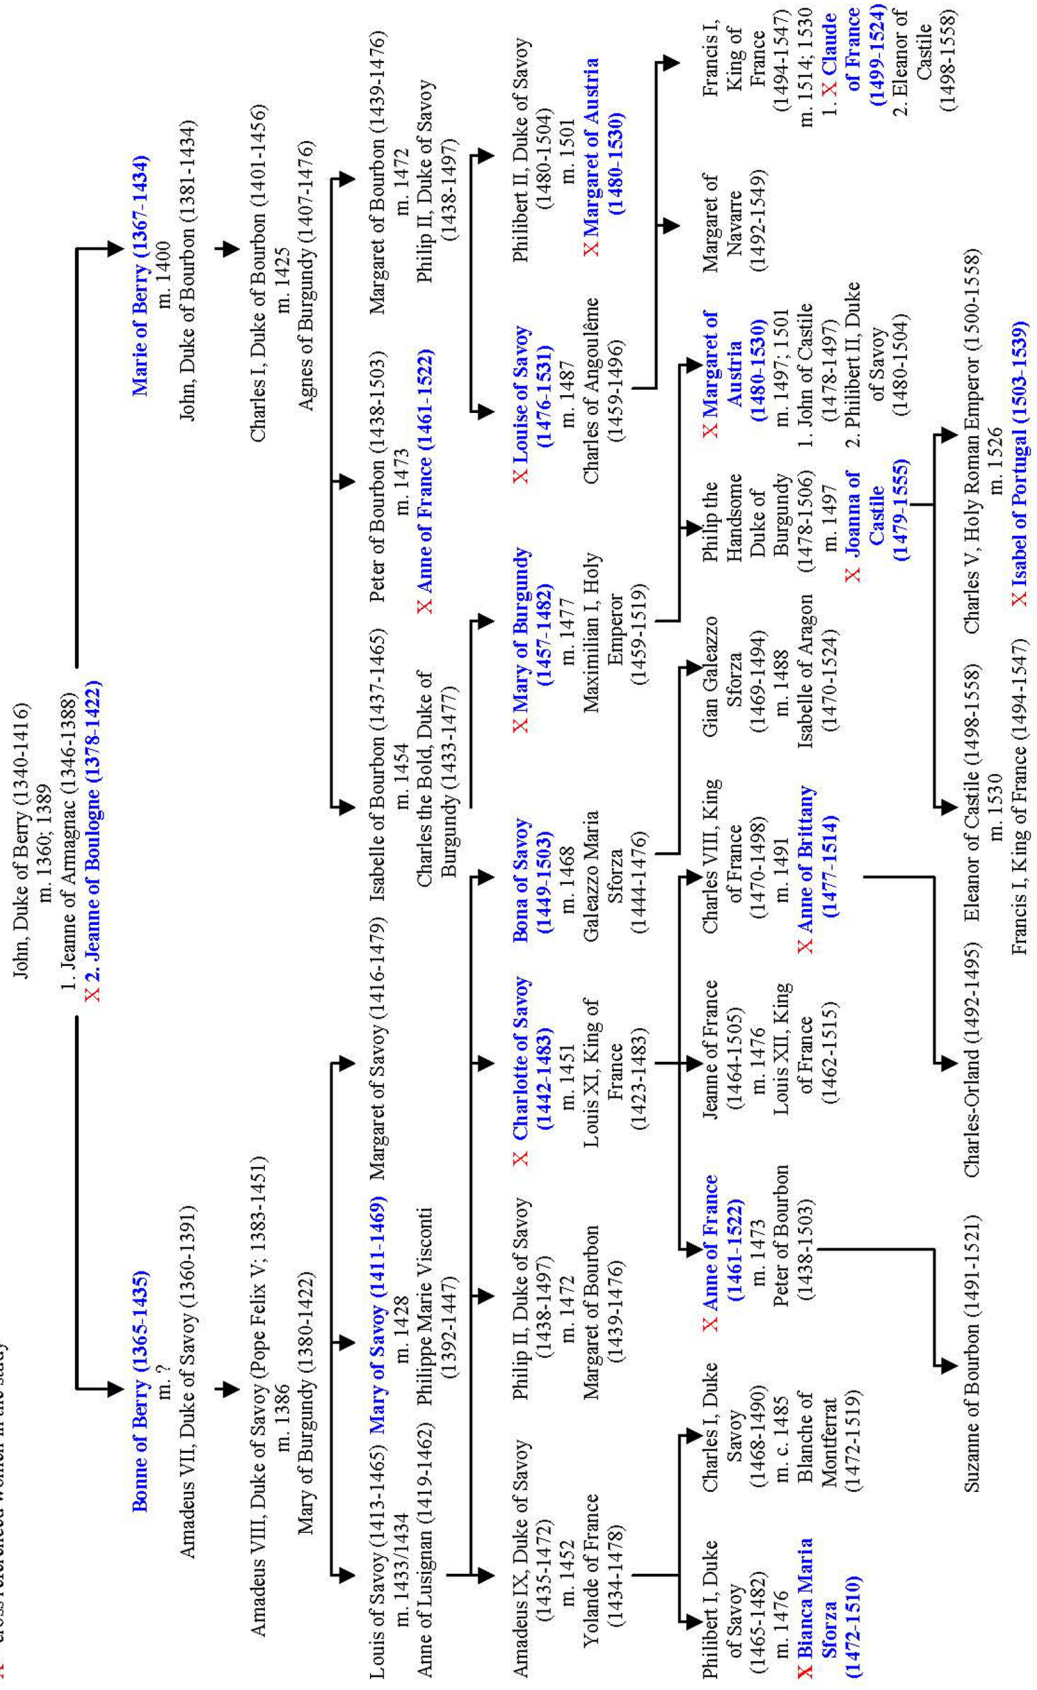 John, Duke of Berry (1340-1416)
m. 1360; 1389
1. Jeanne of Armagnac (1346-1388)
X 2. Jeanne of Boulogne (1378-1422)
Bonne of Berry (1365-1435)
m. ?
Amadeus VII, Duke of Savoy (1360-1391)
Marie of Berry (1367-1434)
m. 1400
John, Duke of Bourbon (1381-1434)
Amadeus VIII, Duke of Savoy (Pope Felix V; 1383-1451)
m. 1386
Mary of Burgundy (1380-1422)
Charles I, Duke of Bourbon (1401-1456)
m. 1425
Agnes of Burgundy (1407-1476)
Louis of Savoy (1413-1465)
m. 1433/1434
Anne of Lusignan (1419-1462)
Mary of Savoy (1411-1469)
m. 1428
Philippe Marie Visconti
(1392-1447)
Margaret of Savoy (1416-1479)
Isabelle of Bourbon (1437-1465)
m. 1454
Charles the Bold, Duke of
Burgundy (1433-1477)
Peter of Bourbon (1438-1503)
m. 1473
X Anne of France (1461-1522)
Margaret of Bourbon (1439-1476)
m. 1472
Philip II, Duke of Savoy
(1438-1497)
Amadeus IX, Duke of Savoy
(1435-1472)
m. 1452
Yolande of France
(1434-1478)
Philip II, Duke of Savoy
(1438-1497)
m. 1472
Margaret of Bourbon
(1439-1476)
X Charlotte of Savoy
(1442-1483)
m. 1451
Louis XI, King of
France
(1423-1483)
Bona of Savoy
(1449-1503)
m. 1468
Galeazzo Maria
Sforza
(1444-1476)
X Mary of Burgundy
(1457-1482)
m. 1477
Maximilian I, Holy
Emperor
(1459-1519)
X Louise of Savoy
(1476-1531)
m. 1487
Charles of Angoulême
(1459-1496)
Philibert II, Duke of Savoy
(1480-1504)
m. 1501
X Margaret of Austria
(1480-1530)
Philibert I, Duke
of Savoy
(1465-1482)
m. 1476
X Bianca Maria
Sforza
(1472-1510)
Charles I, Duke
Savoy
(1468-1490)
m. c. 1485
Blanche of
Montferrat
(1472-1519)
X Anne of France
(1461-1522)
m. 1473
Peter of Bourbon
(1438-1503)
Jeanne of France
(1464-1505)
m. 1476
Louis XII, King
of France
(1462-1515)
Charles VIII, King
of France
(1470-1498)
m. 1491
X Anne of Brittany
(1477-1514)
Gian Galeazzo
Sforza
(1469-1494)
m. 1488
Isabelle of Aragon
(1470-1524)
Philip the
Handsome
Duke of
Burgundy
(1478-1506)
m. 1497
X Joanna of
Castile
(1479-1555)
X Margaret of
Austria
(1480-1530)
m. 1497; 1501
1. John of Castile
(1478-1497)
2. Philibert II, Duke
of Savoy
(1480-1504)
Margaret of
Navarre
(1492-1549)
Francis I,
King of
France
(1494-1547)
m. 1514; 1530
1. X Claude
of France
(1499-1524)
2. Eleanor of
Castile
(1498-1558)
Suzanne of Bourbon (1491-1521)
Charles-Orland (1492-1495)
Eleanor of Castile (1498-1558)
m. 1530
Francis I, King of France (1494-1547)
Charles V, Holy Roman Emperor (1500-1558)
m. 1526
X Isabel of Portugal (1503-1539)